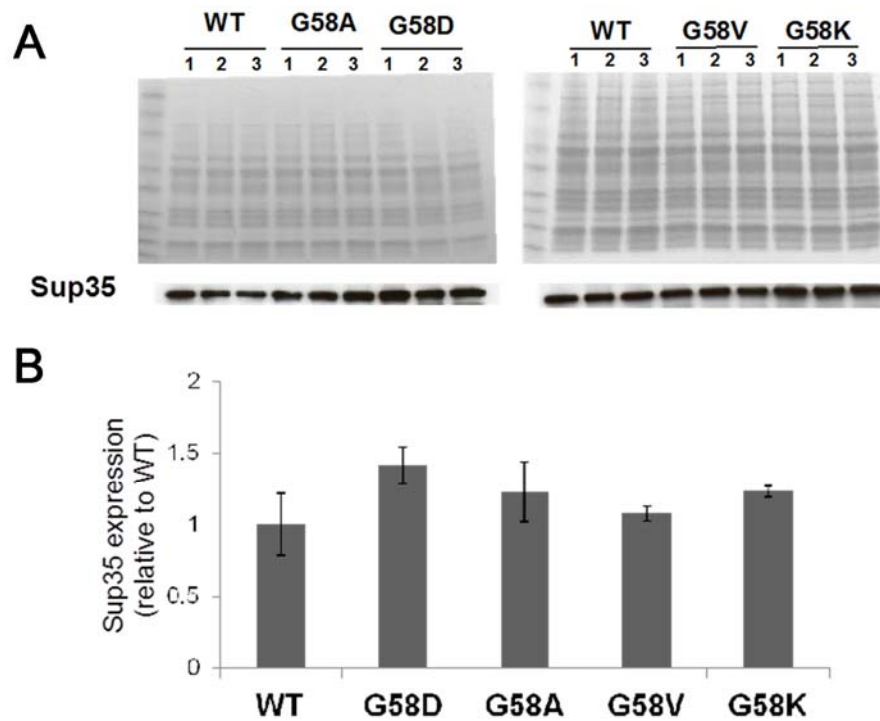 A
WT G58A G58D
1 2 3 1 2 3 1 2 3
WT G58V G58K
1 2 3 1 2 3 1 2 3
Sup35
B
Sup35 expression
(relative to WT)
2
1.5
1
0.5
0
WT G58D G58A G58V G58K